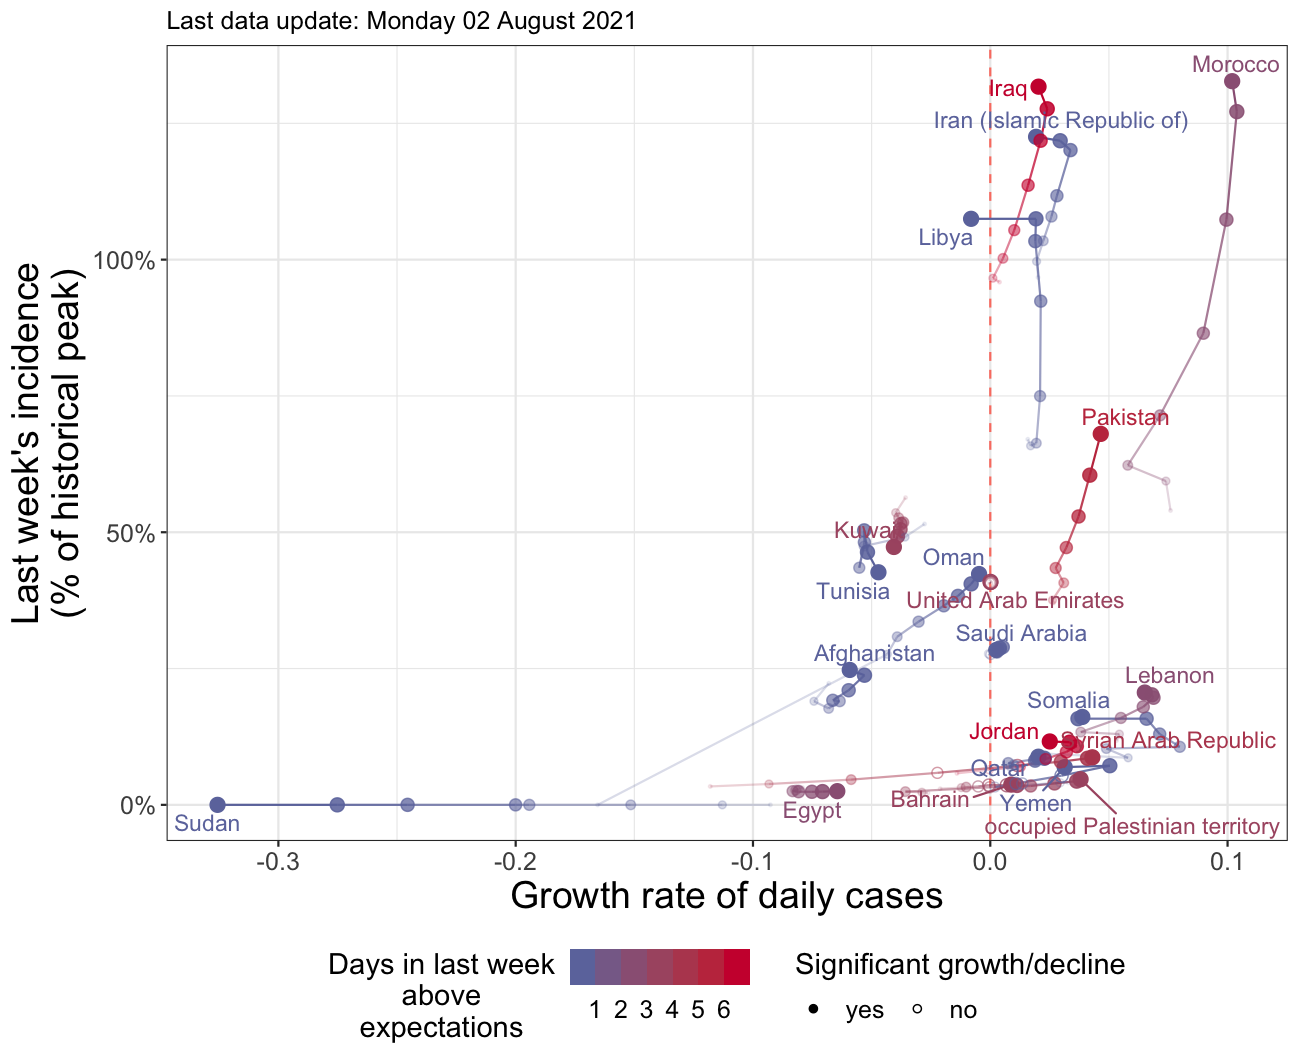 Last data update: Monday 02 August 2021
Morocco
Iraq
Iran (Islamic Republic of)
Libya
Pakistan
Kuwait
Oman
Tunisia
United Arab Emirates
Saudi Arabia
Afghanistan
Lebanon
Somalia
Jordan
Syrian Arab Republic
Qatar
Bahrain
Yemen
Egypt
Sudan
occupied Palestinian territory
100%
50%
0%
Last week's incidence
(% of historical peak)
-0.3
-0.2
-0.1
0.0
0.1
Growth rate of daily cases
Days in last week
above
expectations
1 2 3 4 5 6
Significant growth/decline
yes
no